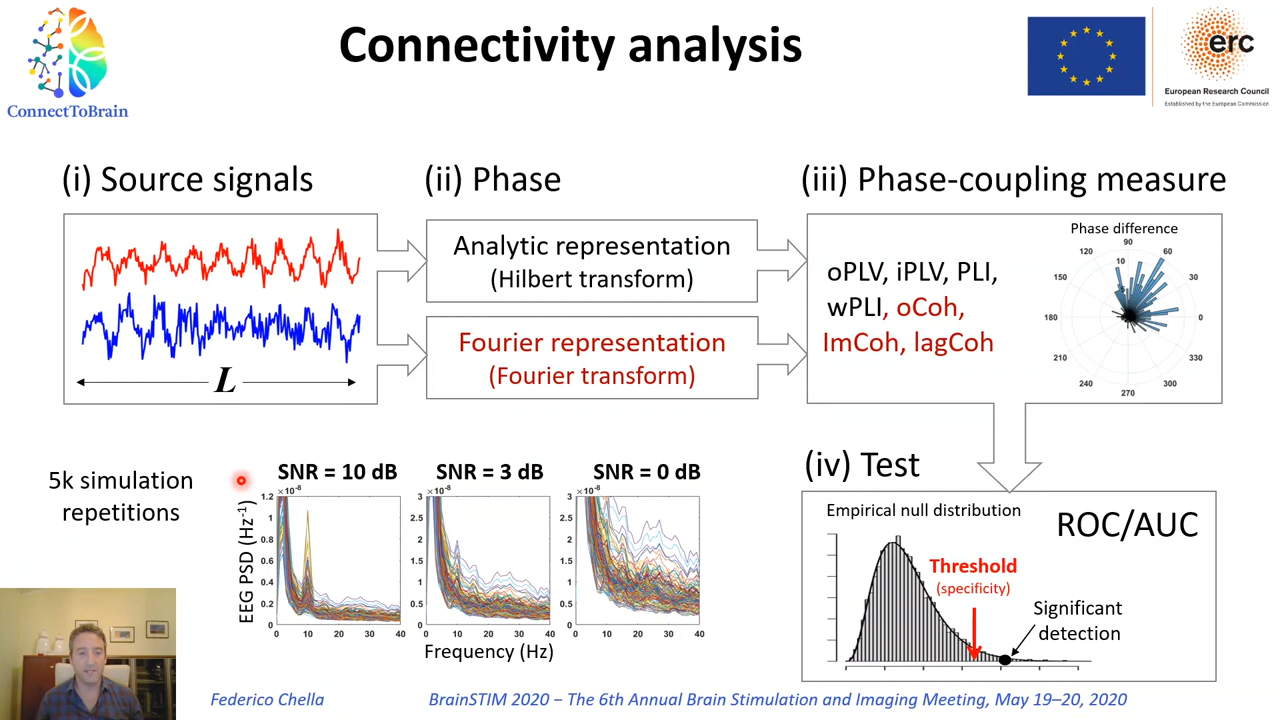 Connectivity analysis
ConnectToBrain
erc
European Research Council
Established by the European Commission
(i) Source signals
(ii) Phase
(iii) Phase-coupling measure
L
Analytic representation
(Hilbert transform)
Fourier representation
(Fourier transform)
oPLV, iPLV, PLI,
wPLI, oCoh,
ImCoh, lagCoh
Phase difference
90
120
60
10
150
30
5
180
0
210
330
240
300
270
5k simulation
repetitions
SNR = 10 dB
SNR = 3 dB
SNR = 0 dB
EEG PSD (Hz⁻¹)
×10⁻⁸
1.2
1
0.8
0.6
0.4
0.2
0
0 10 20 30 40
×10⁻⁸
3
2.5
2
1.5
1
0.5
0
0 10 20 30 40
×10⁻⁸
3
2.5
2
1.5
1
0.5
0
0 10 20 30 40
Frequency (Hz)
(iv) Test
Empirical null distribution
ROC/AUC
Threshold
(specificity)
Significant
detection
Federico Chella
BrainSTIM 2020 – The 6th Annual Brain Stimulation and Imaging Meeting, May 19–20, 2020